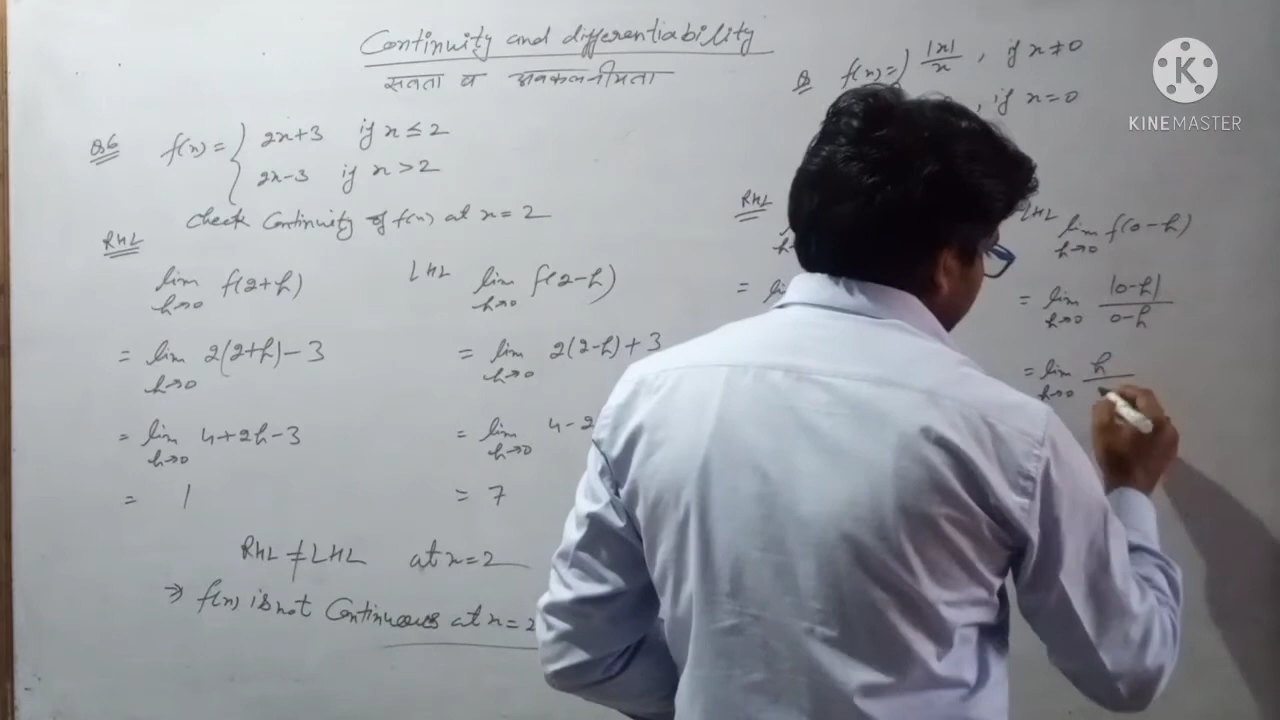 Continuity and differentiability
सतता व अवकलनीयता
Q6 f(x) = { 2x+3 if x ≤ 2
2x-3 if x > 2
Check Continuity of f(x) at x = 2
RHL
lim h→0 f(2+h)
= lim h→0 2(2+h) - 3
= lim h→0 4+2h-3
= 1
LHL lim h→0 f(2-h)
= lim h→0 2(2-h) + 3
= lim h→0 4-2
= 7
RHL ≠ LHL at x = 2
⇒ f(x) is not Continuous at x = 2
Q f(x) = } |x|/x , if x ≠ 0
, if x = 0
RHL
=
LHL lim h→0 f(0-h)
= lim h→0 |0-h|/0-h
= lim h→0 h/
KINEMASTER